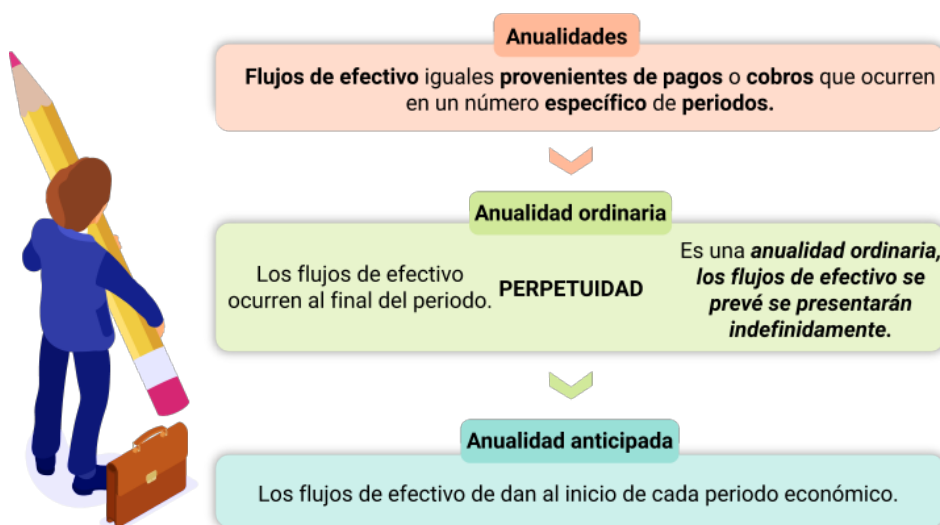 Anualidades
Flujos de efectivo iguales provenientes de pagos o cobros que ocurren
en un número específico de periodos.
Anualidad ordinaria
Los flujos de efectivo
ocurren al final del periodo.
PERPETUIDAD
Es una anualidad ordinaria,
los flujos de efectivo se
prevé se presentarán
indefinidamente.
Anualidad anticipada
Los flujos de efectivo de dan al inicio de cada periodo económico.